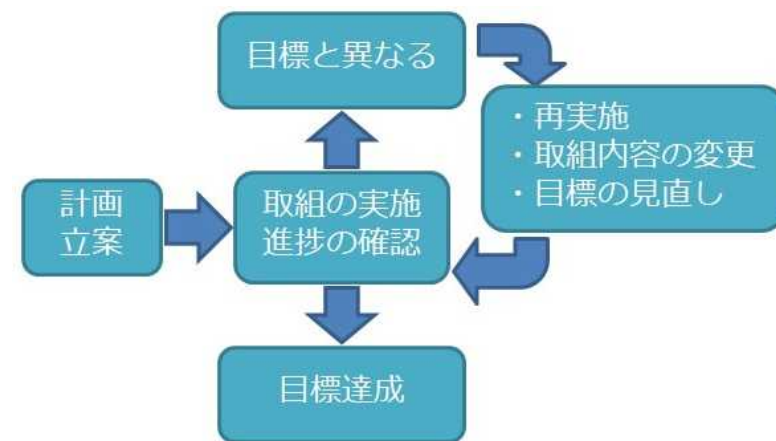 目標と異なる
・再実施
・取組内容の変更
・目標の見直し
計画
立案
取組の実施
進捗の確認
目標達成